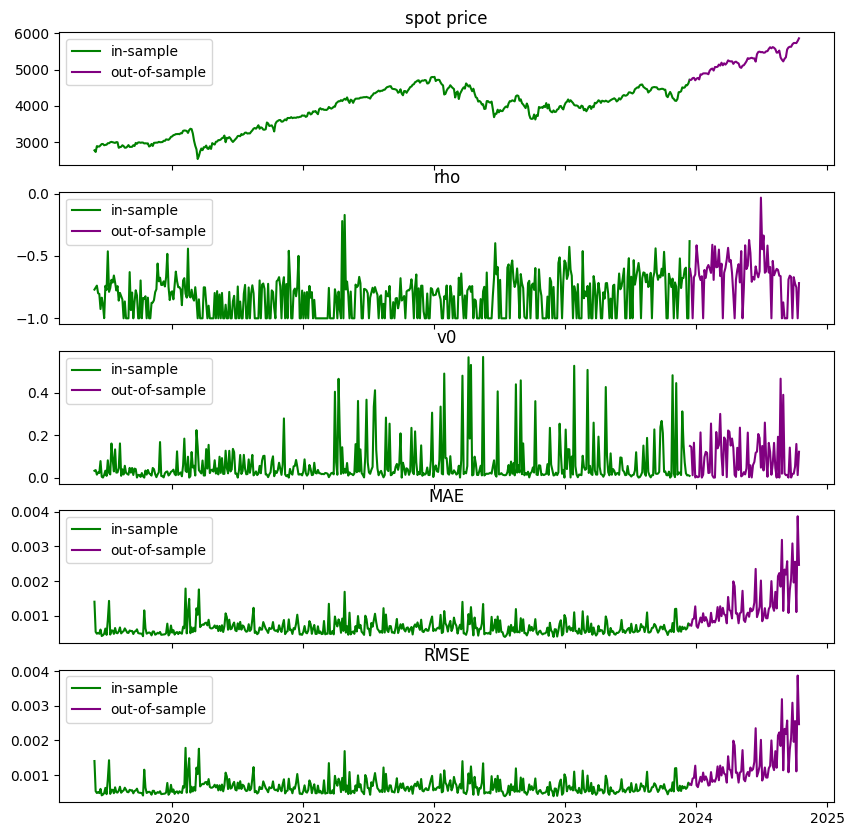 spot price
6000
5000
4000
3000
in-sample
out-of-sample
rho
0.0
−0.5
−1.0
in-sample
out-of-sample
v0
0.4
0.2
0.0
in-sample
out-of-sample
MAE
0.004
0.003
0.002
0.001
in-sample
out-of-sample
RMSE
0.004
0.003
0.002
0.001
in-sample
out-of-sample
2020 2021 2022 2023 2024 2025